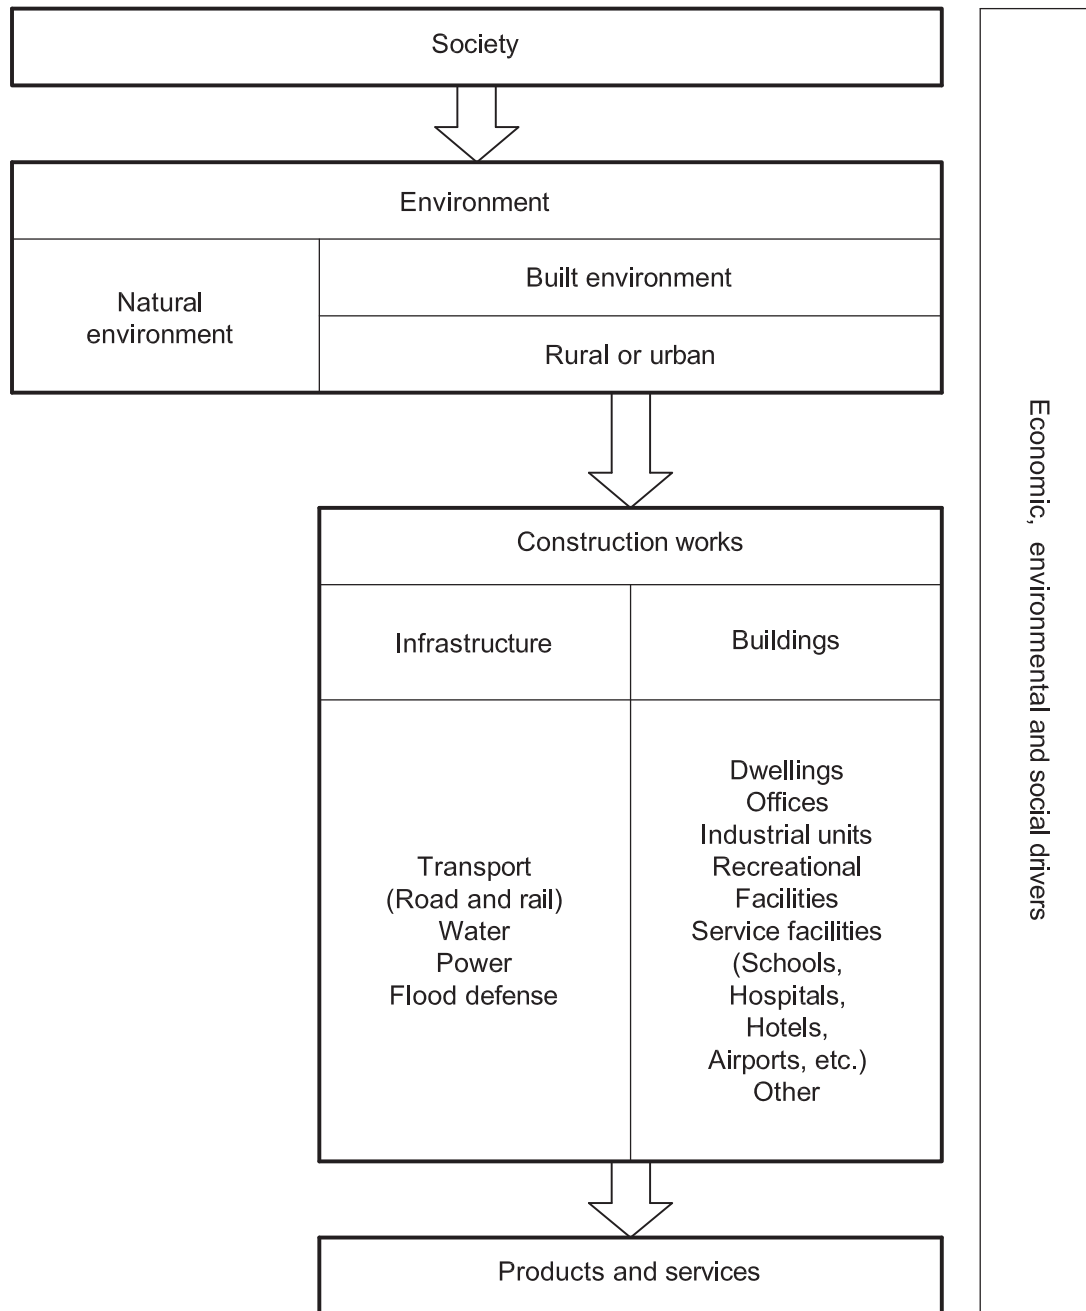 Society
Environment
Natural
environment
Built environment
Rural or urban
Construction works
Infrastructure
Buildings
Transport
(Road and rail)
Water
Power
Flood defense
Dwellings
Offices
Industrial units
Recreational
Facilities
Service facilities
(Schools,
Hospitals,
Hotels,
Airports, etc.)
Other
Products and services
Economic, environmental and social drivers